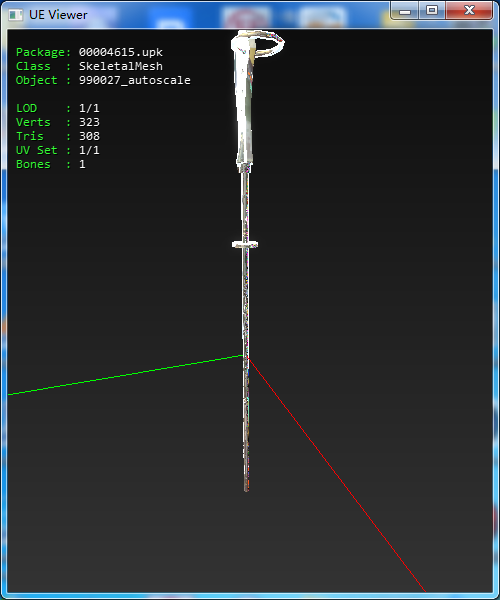 UE Viewer
Package: 00004615.upk
Class  : SkeletalMesh
Object : 990027_autoscale
LOD    : 1/1
Verts  : 323
Tris   : 308
UV Set : 1/1
Bones  : 1